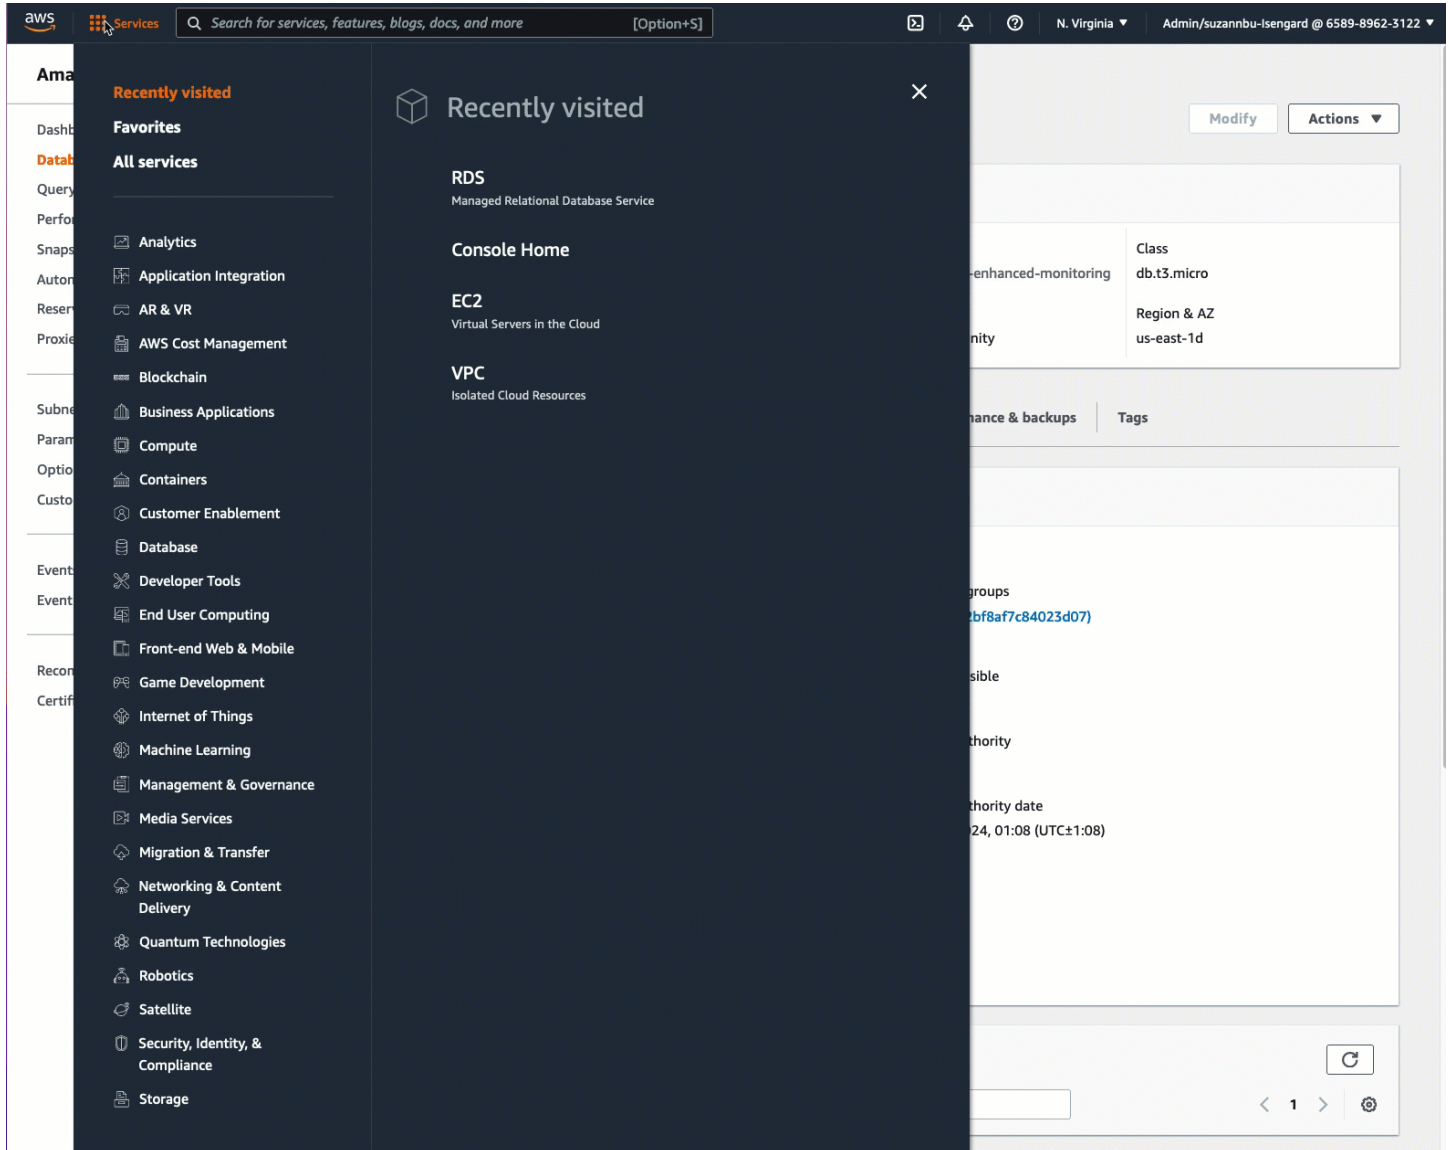 aws
Services
Search for services, features, blogs, docs, and more
[Option+S]
N. Virginia
Admin/suzannbu-Isengard @ 6589-8962-3122
Ama
Dashb
Datab
Query
Perfor
Snaps
Auton
Reserv
Proxie
Subne
Param
Optio
Custo
Event
Event
Recon
Certif
Recently visited
Favorites
All services
Analytics
Application Integration
AR & VR
AWS Cost Management
Blockchain
Business Applications
Compute
Containers
Customer Enablement
Database
Developer Tools
End User Computing
Front-end Web & Mobile
Game Development
Internet of Things
Machine Learning
Management & Governance
Media Services
Migration & Transfer
Networking & Content
Delivery
Quantum Technologies
Robotics
Satellite
Security, Identity, &
Compliance
Storage
Recently visited
RDS
Managed Relational Database Service
Console Home
EC2
Virtual Servers in the Cloud
VPC
Isolated Cloud Resources
Modify
Actions
-enhanced-monitoring
nity
Class
db.t3.micro
Region & AZ
us-east-1d
nance & backups
Tags
groups
2bf8af7c84023d07)
sible
thority
thority date
024, 01:08 (UTC±1:08)
1